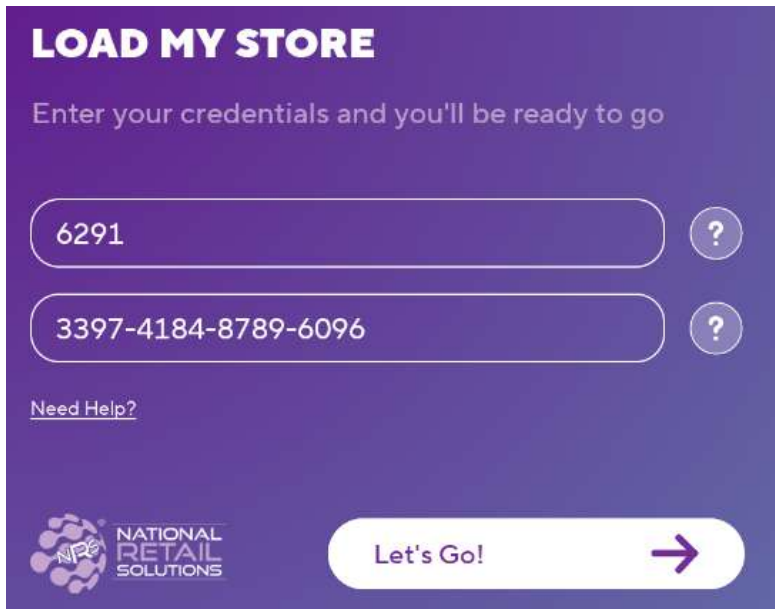 LOAD MY STORE
Enter your credentials and you'll be ready to go
6291
?
3397-4184-8789-6096
?
Need Help?
NRS
NATIONAL
RETAIL
SOLUTIONS
Let's Go!